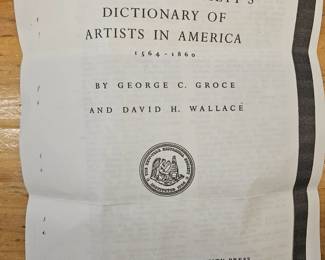 DICTIONARY OF
ARTISTS IN AMERICA
1564-1860
BY GEORGE C. GROCE
AND DAVID H. WALLACE